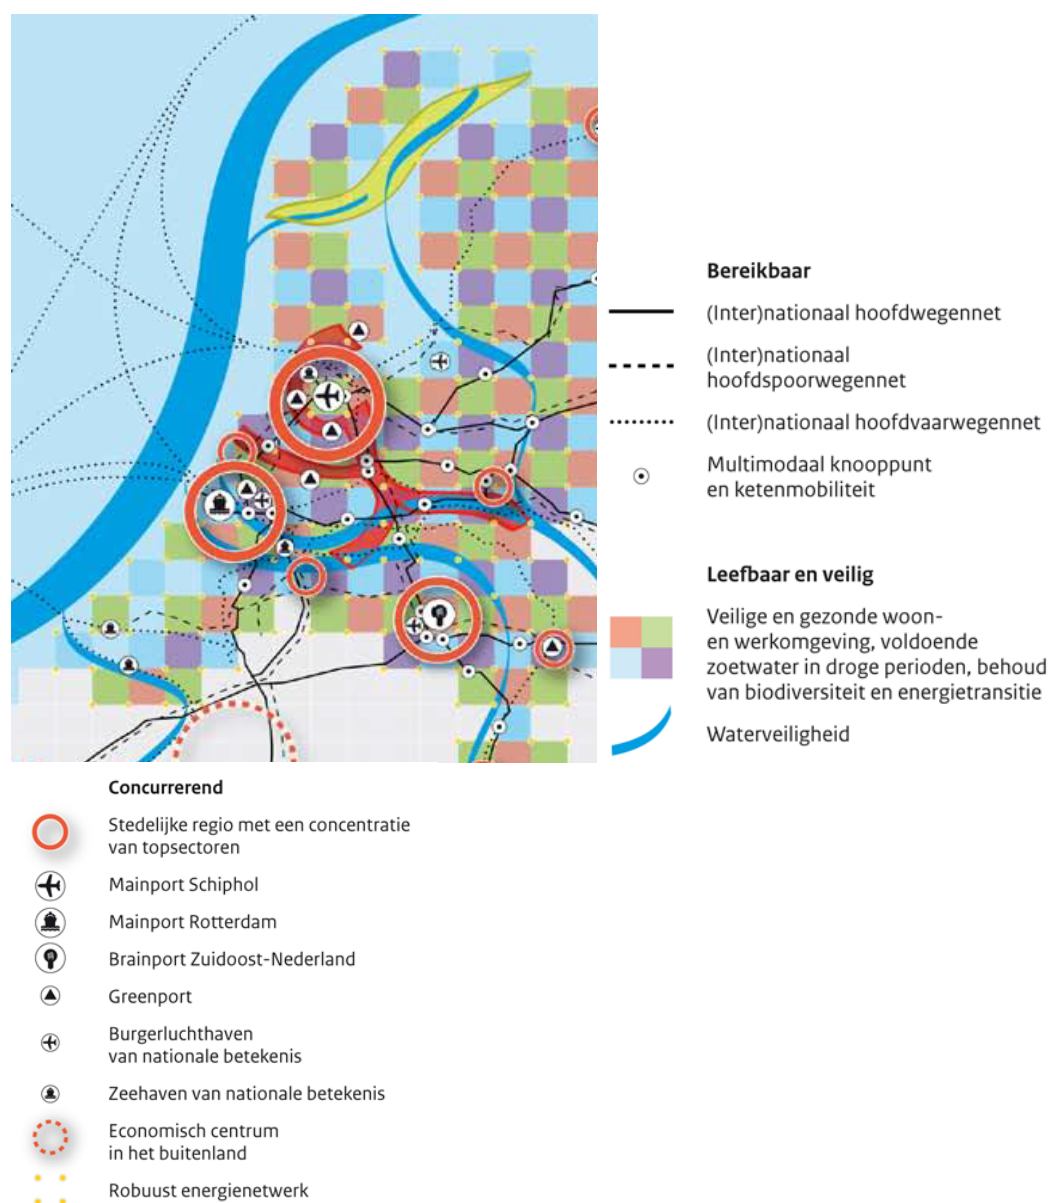 Bereikbaar
(Inter)nationaal hoofdwegennet
(Inter)nationaal
hoofdspoorwegennet
(Inter)nationaal hoofdvaarwegennet
Multimodaal knooppunt
en ketenmobiliteit
Leefbaar en veilig
Veilige en gezonde woon-
en werkomgeving, voldoende
zoetwater in droge perioden, behoud
van biodiversiteit en energietransitie
Waterveiligheid
Concurrerend
Stedelijke regio met een concentratie
van topsectoren
Mainport Schiphol
Mainport Rotterdam
Brainport Zuidoost-Nederland
Greenport
Burgerluchthaven
van nationale betekenis
Zeehaven van nationale betekenis
Economisch centrum
in het buitenland
Robuust energienetwerk